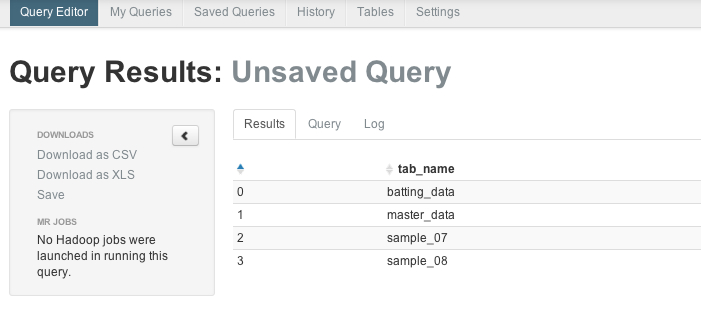 Query Editor My Queries Saved Queries History Tables Settings
Query Results: Unsaved Query
DOWNLOADS
Download as CSV
Download as XLS
Save
MR JOBS
No Hadoop jobs were
launched in running this
query.
Results Query Log
tab_name
0 batting_data
1 master_data
2 sample_07
3 sample_08